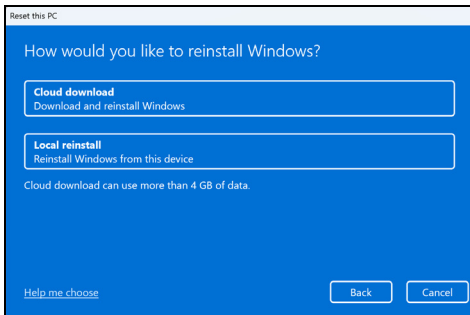 Reset this PC
How would you like to reinstall Windows?
Cloud download
Download and reinstall Windows
Local reinstall
Reinstall Windows from this device
Cloud download can use more than 4 GB of data.
Help me choose
Back
Cancel